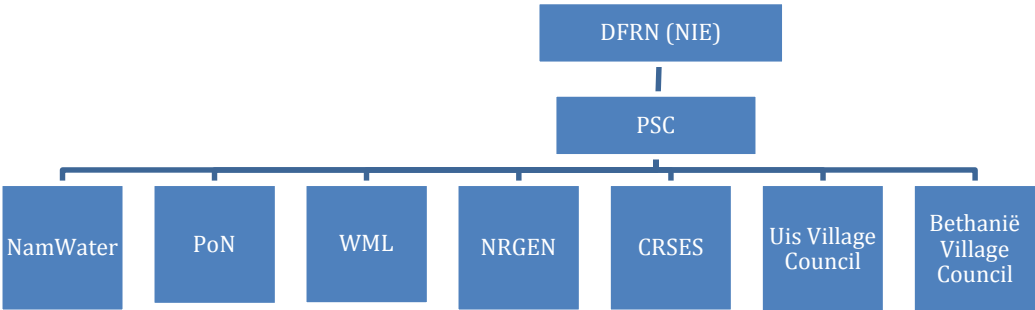 DFRN (NIE)
PSC
NamWater
PoN
WML
NRGEN
CRSES
Uis Village
Council
Bethanië
Village
Council